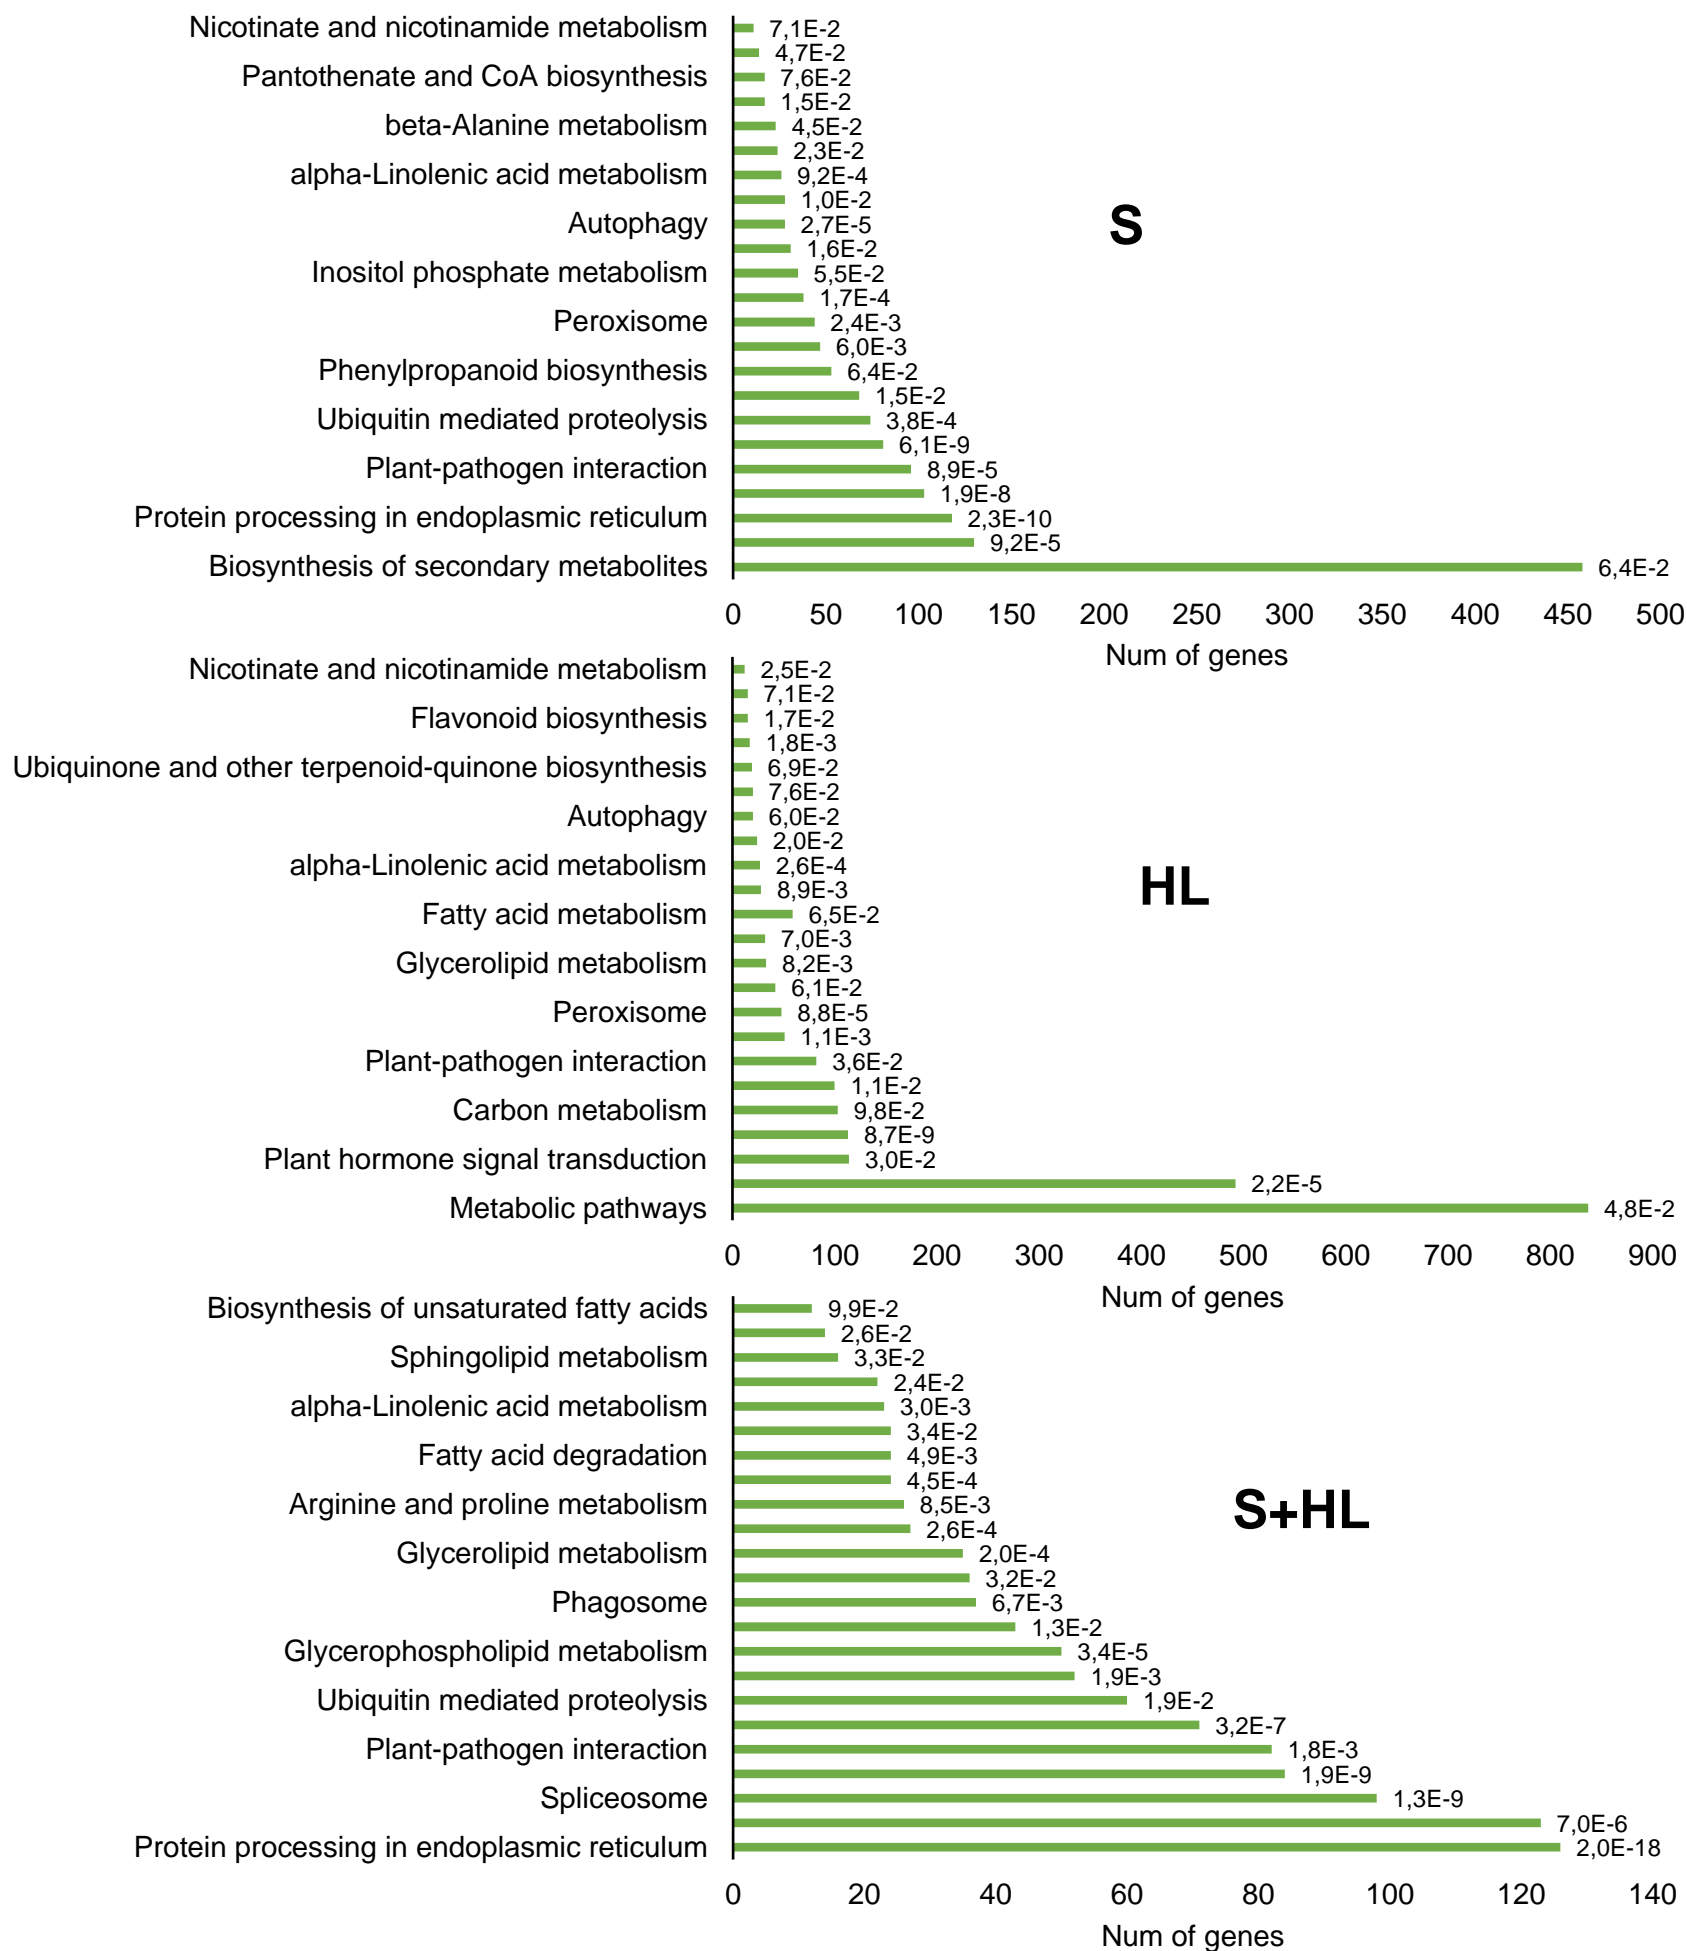 Nicotinate and nicotinamide metabolism 7,1E-2
4,7E-2
Pantothenate and CoA biosynthesis 7,6E-2
1,5E-2
beta-Alanine metabolism 4,5E-2
2,3E-2
alpha-Linolenic acid metabolism 9,2E-4
1,0E-2
Autophagy 2,7E-5
S
1,6E-2
Inositol phosphate metabolism 5,5E-2
1,7E-4
Peroxisome 2,4E-3
6,0E-3
Phenylpropanoid biosynthesis 6,4E-2
1,5E-2
Ubiquitin mediated proteolysis 3,8E-4
6,1E-9
Plant-pathogen interaction 8,9E-5
1,9E-8
Protein processing in endoplasmic reticulum 2,3E-10
9,2E-5
Biosynthesis of secondary metabolites 6,4E-2
0 50 100 150 200 250 300 350 400 450 500
Num of genes
Nicotinate and nicotinamide metabolism 2,5E-2
7,1E-2
Flavonoid biosynthesis 1,7E-2
1,8E-3
Ubiquinone and other terpenoid-quinone biosynthesis 6,9E-2
7,6E-2
Autophagy 6,0E-2
2,0E-2
alpha-Linolenic acid metabolism 2,6E-4
HL
8,9E-3
Fatty acid metabolism 6,5E-2
7,0E-3
Glycerolipid metabolism 8,2E-3
6,1E-2
Peroxisome 8,8E-5
1,1E-3
Plant-pathogen interaction 3,6E-2
1,1E-2
Carbon metabolism 9,8E-2
8,7E-9
Plant hormone signal transduction 3,0E-2
2,2E-5
Metabolic pathways 4,8E-2
0 100 200 300 400 500 600 700 800 900
Num of genes
Biosynthesis of unsaturated fatty acids 9,9E-2
2,6E-2
Sphingolipid metabolism 3,3E-2
2,4E-2
alpha-Linolenic acid metabolism 3,0E-3
3,4E-2
Fatty acid degradation 4,9E-3
4,5E-4
Arginine and proline metabolism 8,5E-3
S+HL
2,6E-4
Glycerolipid metabolism 2,0E-4
3,2E-2
Phagosome 6,7E-3
1,3E-2
Glycerophospholipid metabolism 3,4E-5
1,9E-3
Ubiquitin mediated proteolysis 1,9E-2
3,2E-7
Plant-pathogen interaction 1,8E-3
1,9E-9
Spliceosome 1,3E-9
7,0E-6
Protein processing in endoplasmic reticulum 2,0E-18
0 20 40 60 80 100 120 140
Num of genes